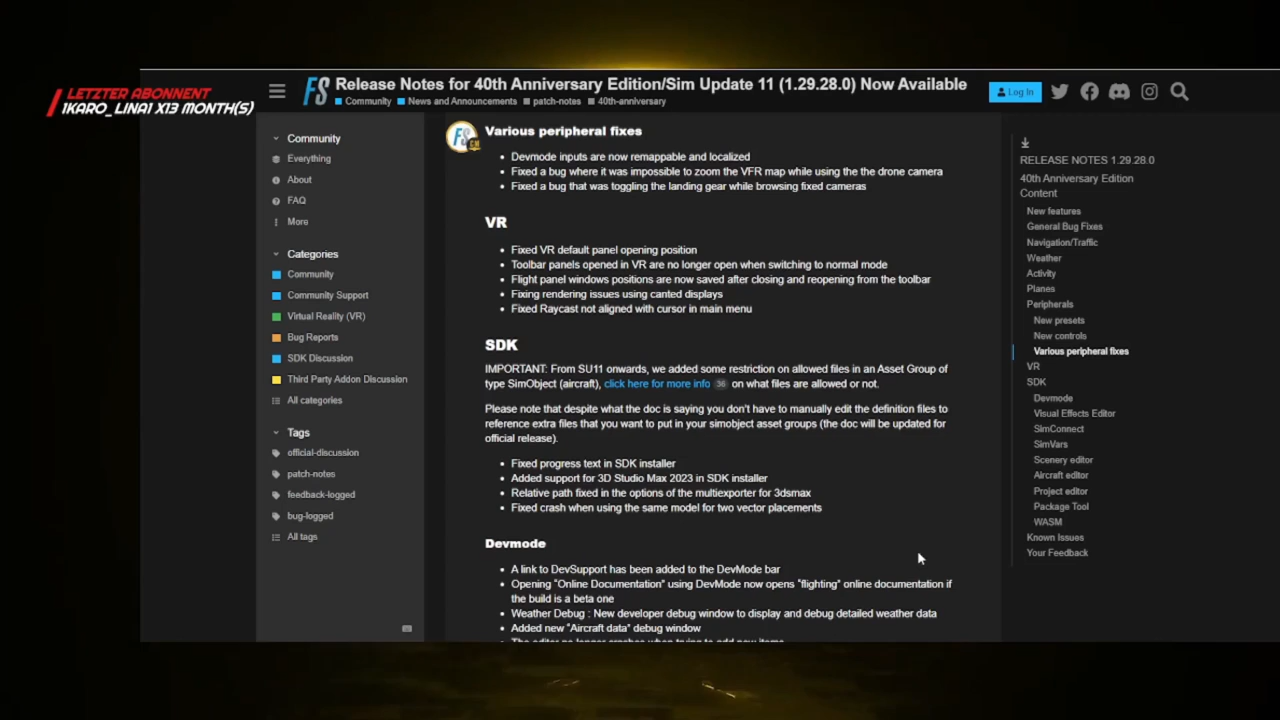 LETZTER ABONNENT
1KARO_LINA1 X13 MONTH(S)
FS
Release Notes for 40th Anniversary Edition/Sim Update 11 (1.29.28.0) Now Available
Community News and Announcements patch-notes 40th-anniversary
Log In
Community
Everything
About
FAQ
More
Categories
Community
Community Support
Virtual Reality (VR)
Bug Reports
SDK Discussion
Third Party Addon Discussion
All categories
Tags
official-discussion
patch-notes
feedback-logged
bug-logged
All tags
FS
CM
Various peripheral fixes
Devmode inputs are now remappable and localized
Fixed a bug where it was impossible to zoom the VFR map while using the the drone camera
Fixed a bug that was toggling the landing gear while browsing fixed cameras
VR
Fixed VR default panel opening position
Toolbar panels opened in VR are no longer open when switching to normal mode
Flight panel windows positions are now saved after closing and reopening from the toolbar
Fixing rendering issues using canted displays
Fixed Raycast not aligned with cursor in main menu
SDK
IMPORTANT: From SU11 onwards, we added some restriction on allowed files in an Asset Group of
type SimObject (aircraft), click here for more info 36 on what files are allowed or not.
Please note that despite what the doc is saying you don't have to manually edit the definition files to
reference extra files that you want to put in your simobject asset groups (the doc will be updated for
official release).
Fixed progress text in SDK installer
Added support for 3D Studio Max 2023 in SDK installer
Relative path fixed in the options of the multiexporter for 3dsmax
Fixed crash when using the same model for two vector placements
Devmode
A link to DevSupport has been added to the DevMode bar
Opening "Online Documentation" using DevMode now opens "flighting" online documentation if
the build is a beta one
Weather Debug : New developer debug window to display and debug detailed weather data
Added new "Aircraft data" debug window
The editor no longer crashes when trying to add new items
RELEASE NOTES 1.29.28.0
40th Anniversary Edition
Content
New features
General Bug Fixes
Navigation/Traffic
Weather
Activity
Planes
Peripherals
New presets
New controls
Various peripheral fixes
VR
SDK
Devmode
Visual Effects Editor
SimConnect
SimVars
Scenery editor
Aircraft editor
Project editor
Package Tool
WASM
Known Issues
Your Feedback